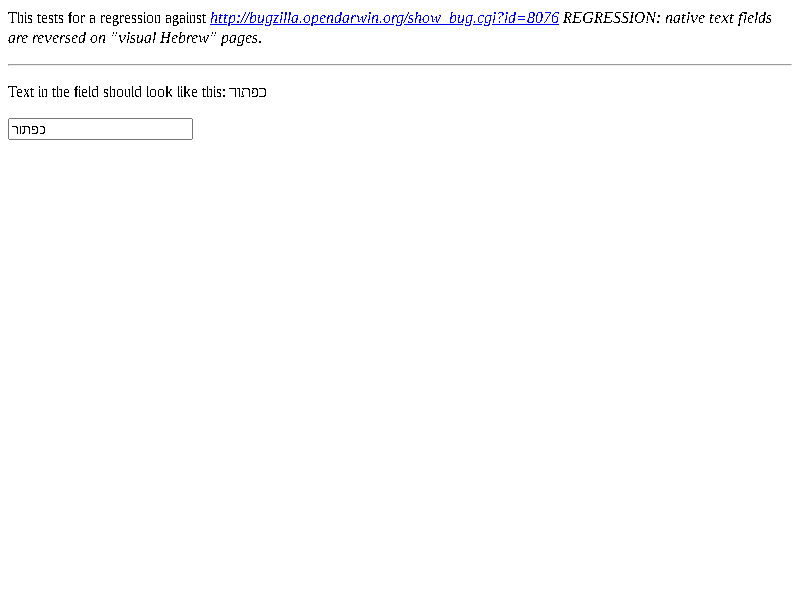 This tests for a regression against http://bugzilla.opendarwin.org/show_bug.cgi?id=8076 REGRESSION: native text fields
are reversed on "visual Hebrew" pages.
Text in the field should look like this: כפתור
כפתור